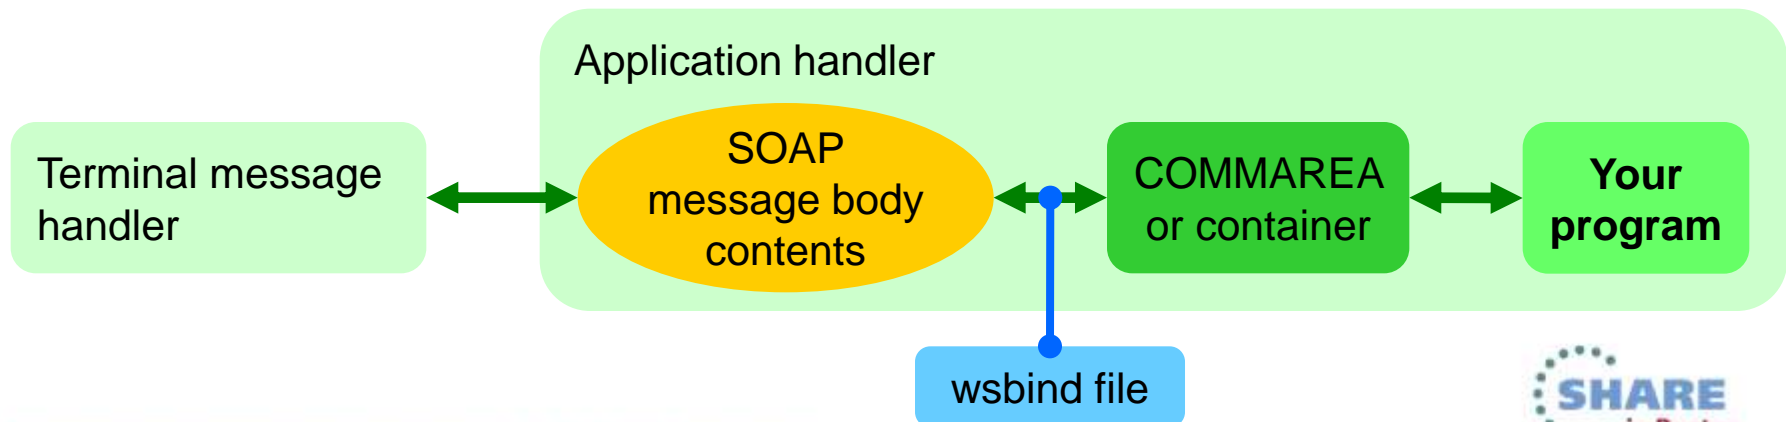 Application handler
Terminal message
handler
SOAP
message body
contents
COMMAREA
or container
Your
program
wsbind file
SHARE